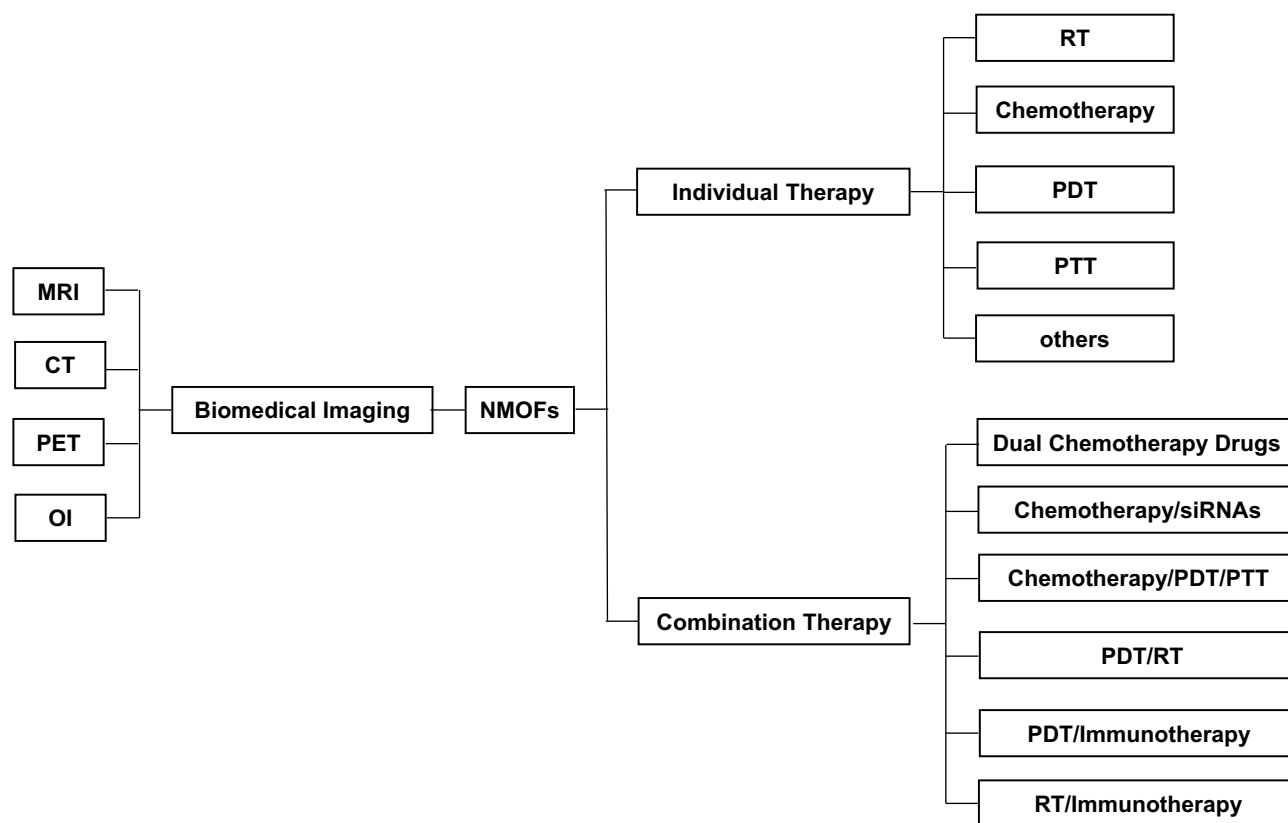 MRI
CT
PET
OI
Biomedical Imaging
NMOFs
Individual Therapy
RT
Chemotherapy
PDT
PTT
others
Combination Therapy
Dual Chemotherapy Drugs
Chemotherapy/siRNAs
Chemotherapy/PDT/PTT
PDT/RT
PDT/Immunotherapy
RT/Immunotherapy